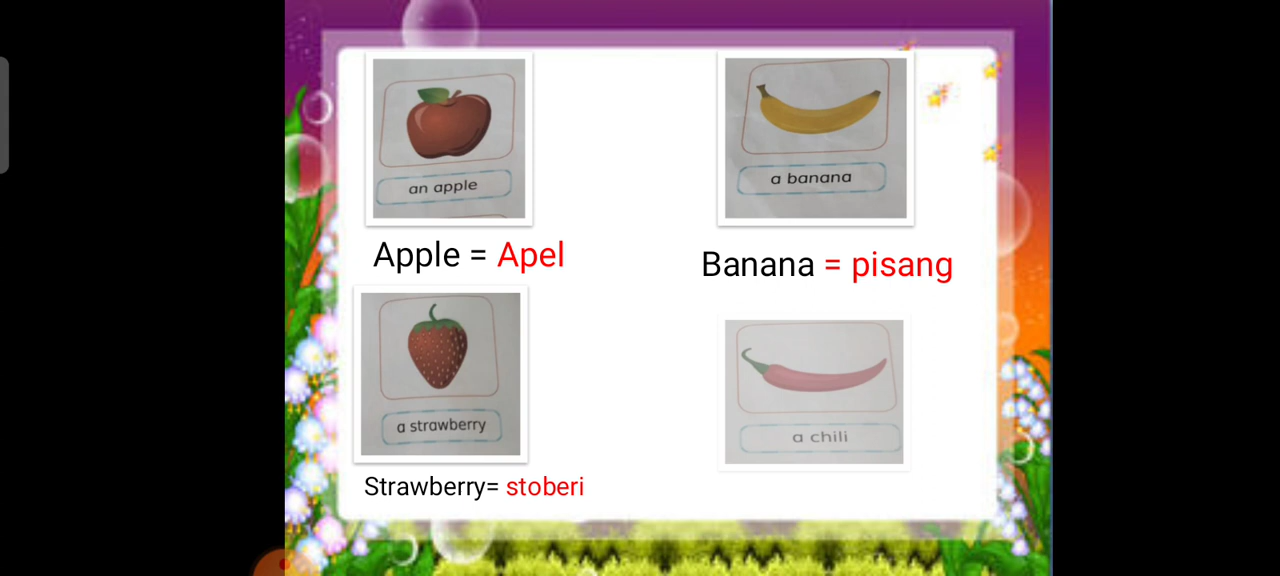 an apple
a banana
Apple = Apel
Banana = pisang
a strawberry
a chili
Strawberry= stoberi